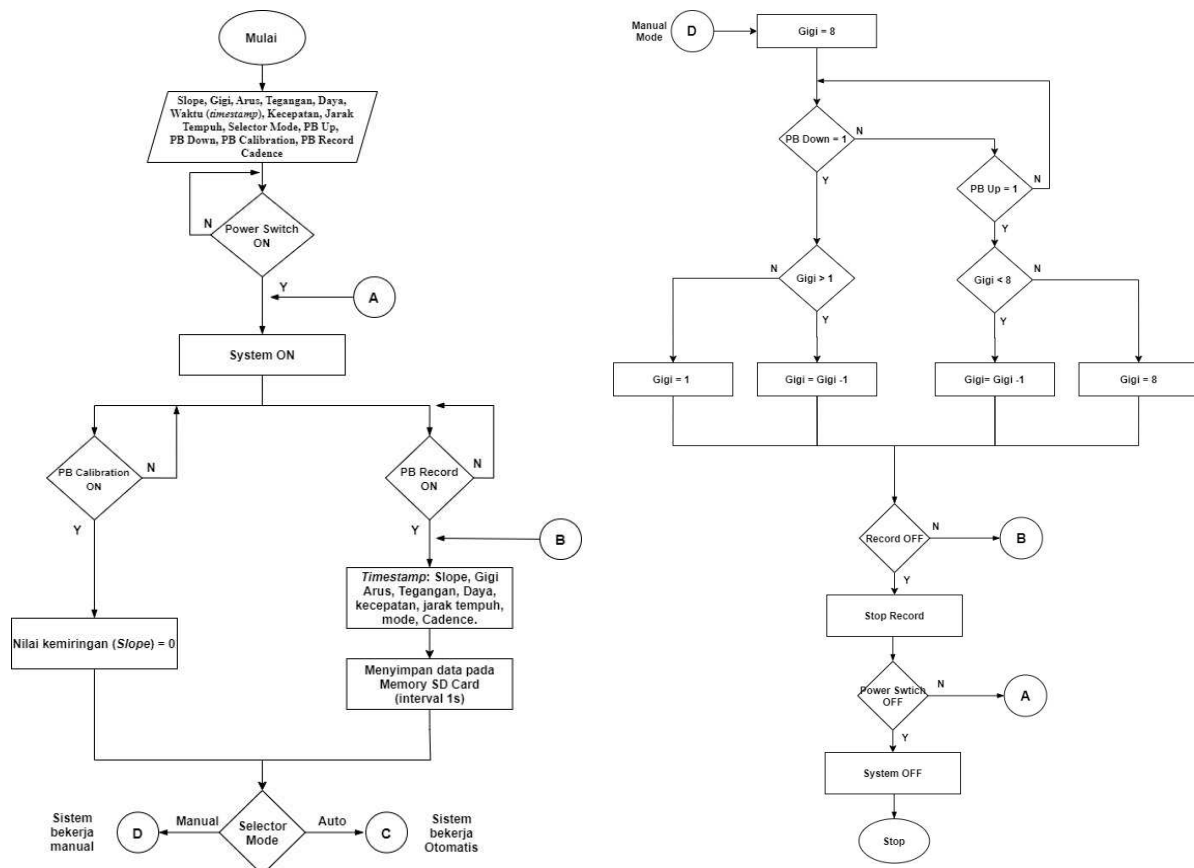 Mulai
Slope, Gigi, Arus, Tegangan, Daya,
Waktu (timestamp), Kecepatan, Jarak
Tempuh, Selector Mode, PB Up,
PB Down, PB Calibration, PB Record
Cadence
N
Power Switch
ON
Y
A
System ON
PB Calibration
ON
N
Y
PB Record
ON
N
Y
B
Timestamp: Slope, Gigi
Arus, Tegangan, Daya,
kecepatan, jarak tempuh,
mode, Cadence.
Nilai kemiringan (Slope) = 0
Menyimpan data pada
Memory SD Card
(interval 1s)
Sistem
bekerja
manual
D
Manual
Selector
Mode
Auto
C
Sistem
bekerja
Otomatis
Manual
Mode
D
Gigi = 8
PB Down = 1
N
Y
PB Up = 1
N
Y
N
Gigi > 1
Y
Gigi < 8
N
Y
Gigi = 1
Gigi = Gigi -1
Gigi= Gigi -1
Gigi = 8
Record OFF
N
B
Y
Stop Record
Power Swtich
OFF
N
A
Y
System OFF
Stop